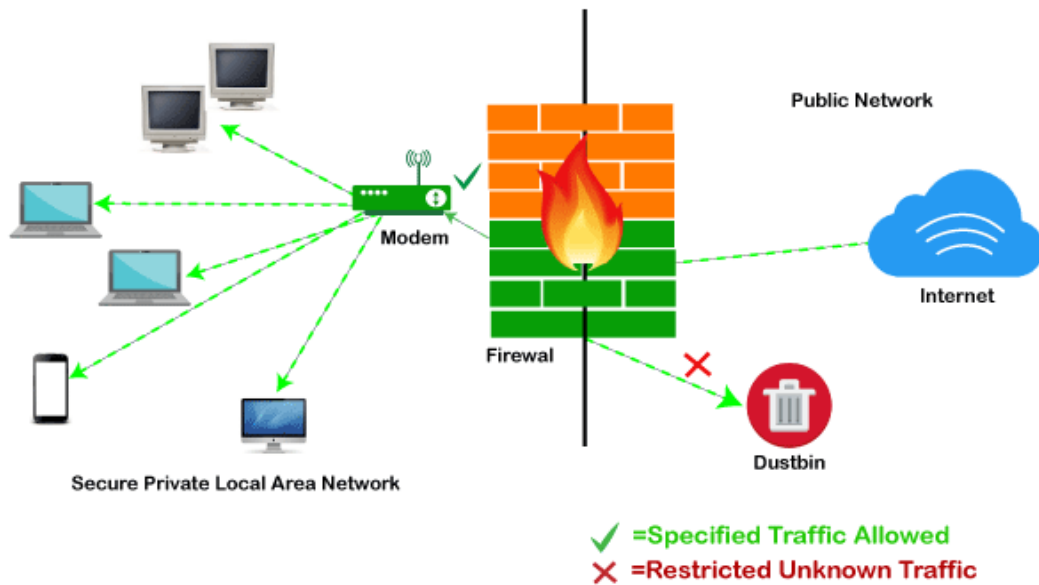 Public Network
Modem
Internet
Firewal
Dustbin
Secure Private Local Area Network
=Specified Traffic Allowed
=Restricted Unknown Traffic